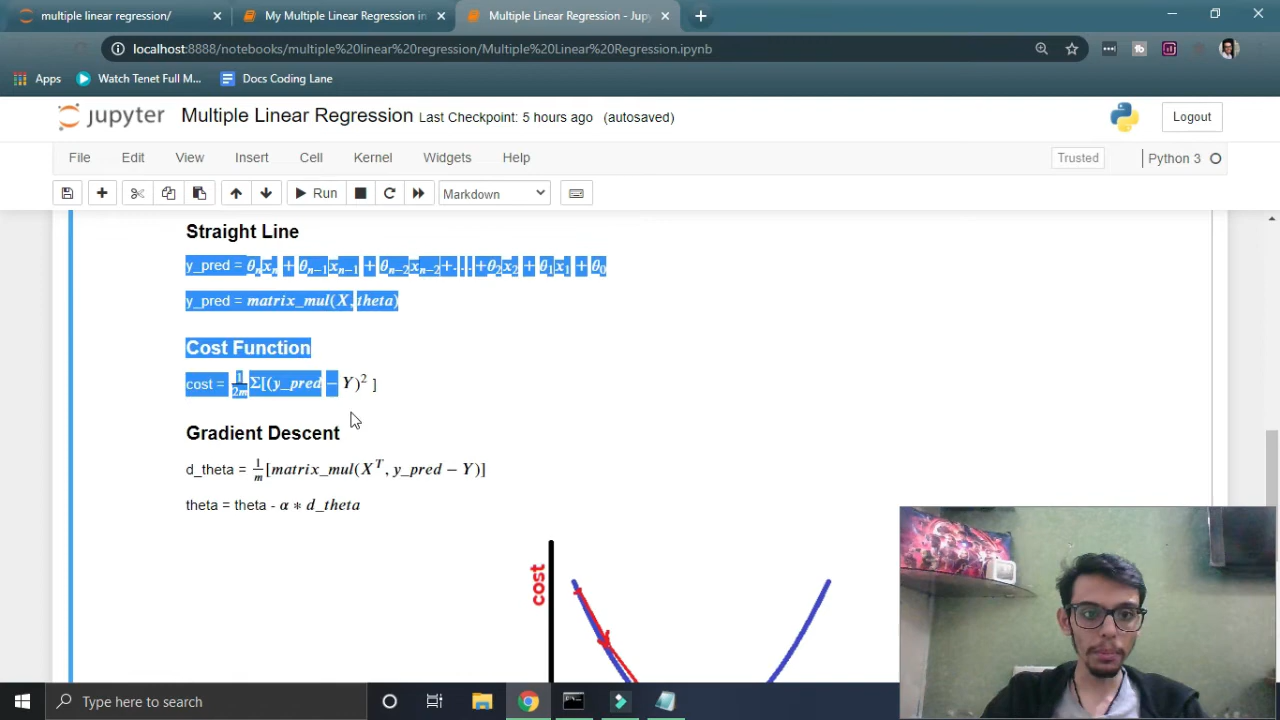 multiple linear regression/
My Multiple Linear Regression in
Multiple Linear Regression - Jupy
localhost:8888/notebooks/multiple%20linear%20regression/Multiple%20Linear%20Regression.ipynb
Apps
Watch Tenet Full M...
Docs Coding Lane
jupyter Multiple Linear Regression Last Checkpoint: 5 hours ago (autosaved)
Logout
File Edit View Insert Cell Kernel Widgets Help
Trusted
Python 3
Run
Markdown
Straight Line
y_pred = θₙxₙ + θₙ₋₁xₙ₋₁ + θₙ₋₂xₙ₋₂+...+θ₂x₂ + θ₁x₁ + θ₀
y_pred = matrix_mul(X, theta)
Cost Function
cost = 1/2m Σ[(y_pred − Y)² ]
Gradient Descent
d_theta = 1/m [matrix_mul(Xᵀ, y_pred − Y)]
theta = theta - α ∗ d_theta
cost
Type here to search